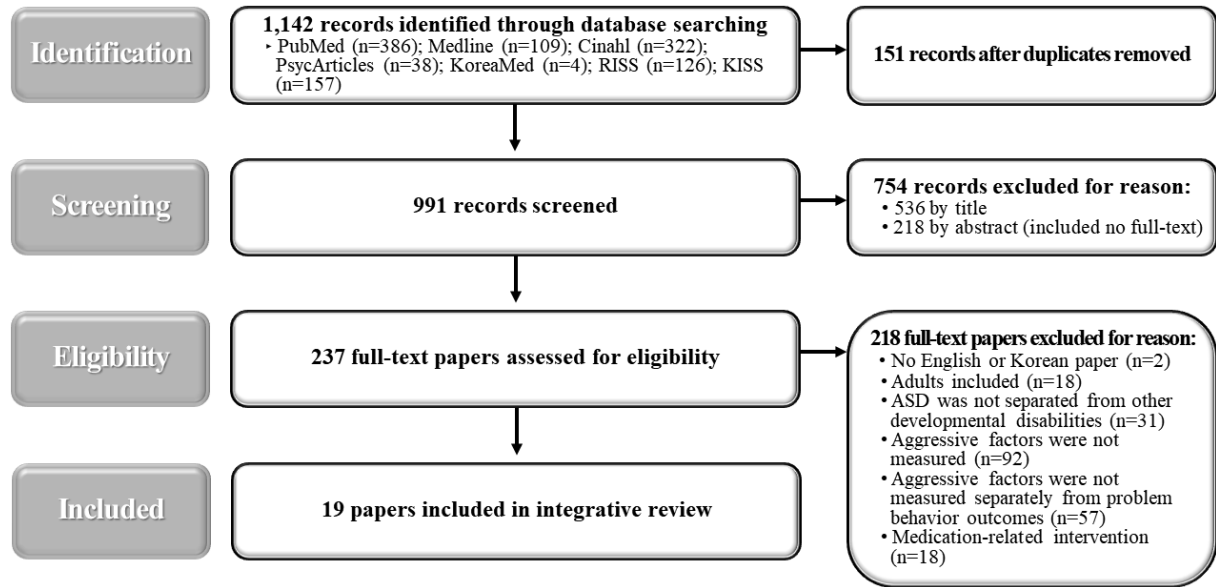 Identification
1,142 records identified through database searching
‣ PubMed (n=386); Medline (n=109); Cinahl (n=322);
PsycArticles (n=38); KoreaMed (n=4); RISS (n=126); KISS
(n=157)
151 records after duplicates removed
Screening
991 records screened
754 records excluded for reason:
• 536 by title
• 218 by abstract (included no full-text)
Eligibility
237 full-text papers assessed for eligibility
218 full-text papers excluded for reason:
• No English or Korean paper (n=2)
• Adults included (n=18)
• ASD was not separated from other
developmental disabilities (n=31)
• Aggressive factors were not
measured (n=92)
• Aggressive factors were not
measured separately from problem
behavior outcomes (n=57)
• Medication-related intervention
(n=18)
Included
19 papers included in integrative review